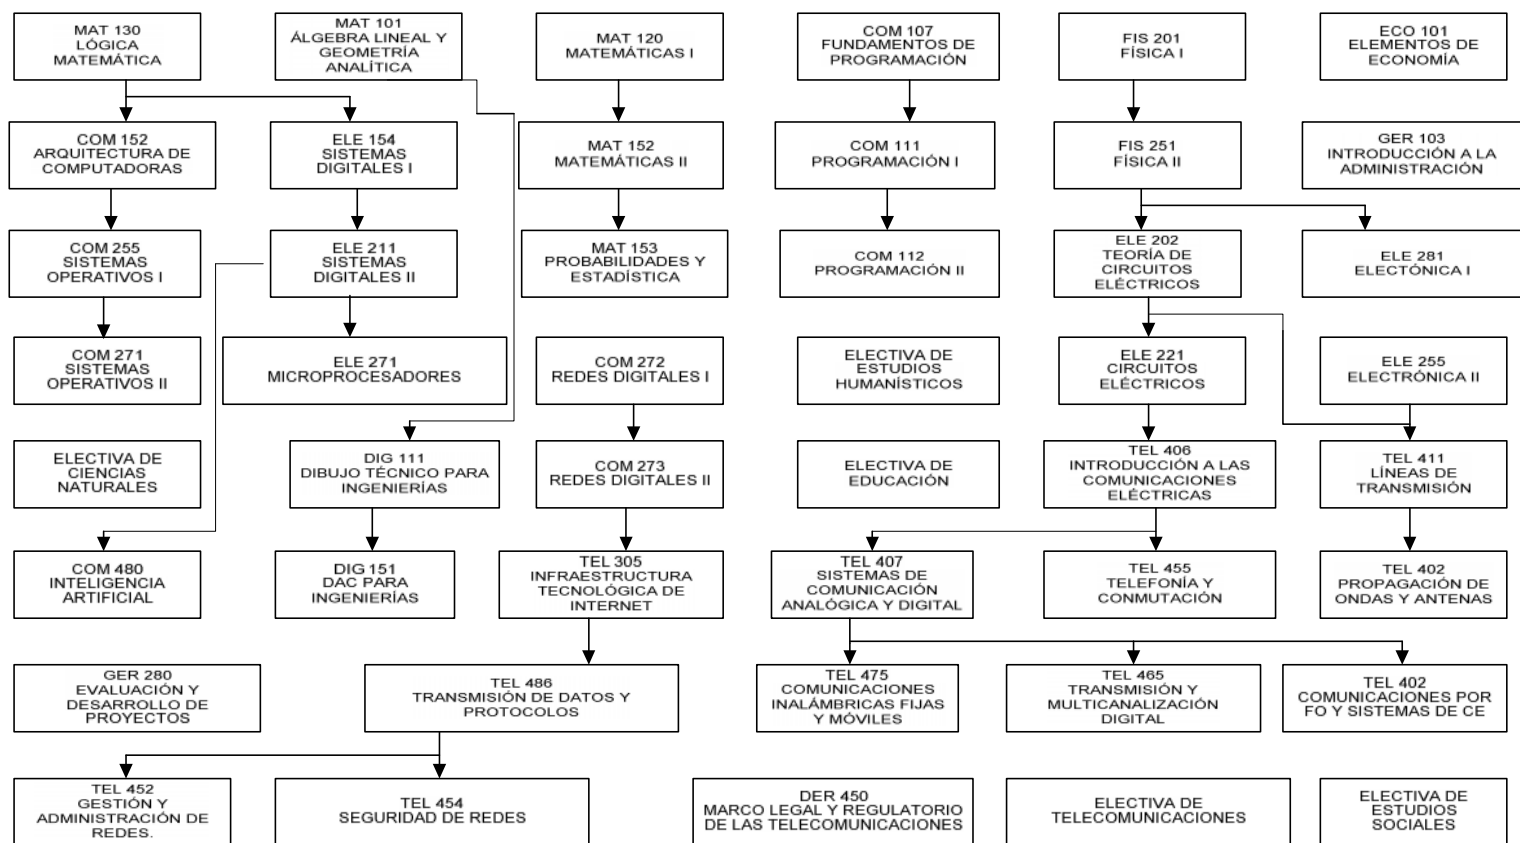 MAT 130
LÓGICA
MATEMÁTICA
MAT 101
ÁLGEBRA LINEAL Y
GEOMETRÍA
ANALÍTICA
MAT 120
MATEMÁTICAS I
COM 107
FUNDAMENTOS DE
PROGRAMACIÓN
FIS 201
FÍSICA I
ECO 101
ELEMENTOS DE
ECONOMÍA
COM 152
ARQUITECTURA DE
COMPUTADORAS
ELE 154
SISTEMAS
DIGITALES I
MAT 152
MATEMÁTICAS II
COM 111
PROGRAMACIÓN I
FIS 251
FÍSICA II
GER 103
INTRODUCCIÓN A LA
ADMINISTRACIÓN
COM 255
SISTEMAS
OPERATIVOS I
ELE 211
SISTEMAS
DIGITALES II
MAT 153
PROBABILIDADES Y
ESTADÍSTICA
COM 112
PROGRAMACIÓN II
ELE 202
TEORÍA DE
CIRCUITOS
ELÉCTRICOS
ELE 281
ELECTÓNICA I
COM 271
SISTEMAS
OPERATIVOS II
ELE 271
MICROPROCESADORES
COM 272
REDES DIGITALES I
ELECTIVA DE
ESTUDIOS
HUMANÍSTICOS
ELE 221
CIRCUITOS
ELÉCTRICOS
ELE 255
ELECTRÓNICA II
ELECTIVA DE
CIENCIAS
NATURALES
DIG 111
DIBUJO TÉCNICO PARA
INGENIERÍAS
COM 273
REDES DIGITALES II
ELECTIVA DE
EDUCACIÓN
TEL 406
INTRODUCCIÓN A LAS
COMUNICACIONES
ELÉCTRICAS
TEL 411
LÍNEAS DE
TRANSMISIÓN
COM 480
INTELIGENCIA
ARTIFICIAL
DIG 151
DAC PARA
INGENIERÍAS
TEL 305
INFRAESTRUCTURA
TECNOLÓGICA DE
INTERNET
TEL 407
SISTEMAS DE
COMUNICACIÓN
ANALÓGICA Y DIGITAL
TEL 455
TELEFONÍA Y
CONMUTACIÓN
TEL 402
PROPAGACIÓN DE
ONDAS Y ANTENAS
GER 280
EVALUACIÓN Y
DESARROLLO DE
PROYECTOS
TEL 486
TRANSMISIÓN DE DATOS Y
PROTOCOLOS
TEL 475
COMUNICACIONES
INALÁMBRICAS FIJAS
Y MÓVILES
TEL 465
TRANSMISIÓN Y
MULTICANALIZACIÓN
DIGITAL
TEL 402
COMUNICACIONES POR
FO Y SISTEMAS DE CE
TEL 452
GESTIÓN Y
ADMINISTRACIÓN DE
REDES.
TEL 454
SEGURIDAD DE REDES
DER 450
MARCO LEGAL Y REGULATORIO
DE LAS TELECOMUNICACIONES
ELECTIVA DE
TELECOMUNICACIONES
ELECTIVA DE
ESTUDIOS
SOCIALES